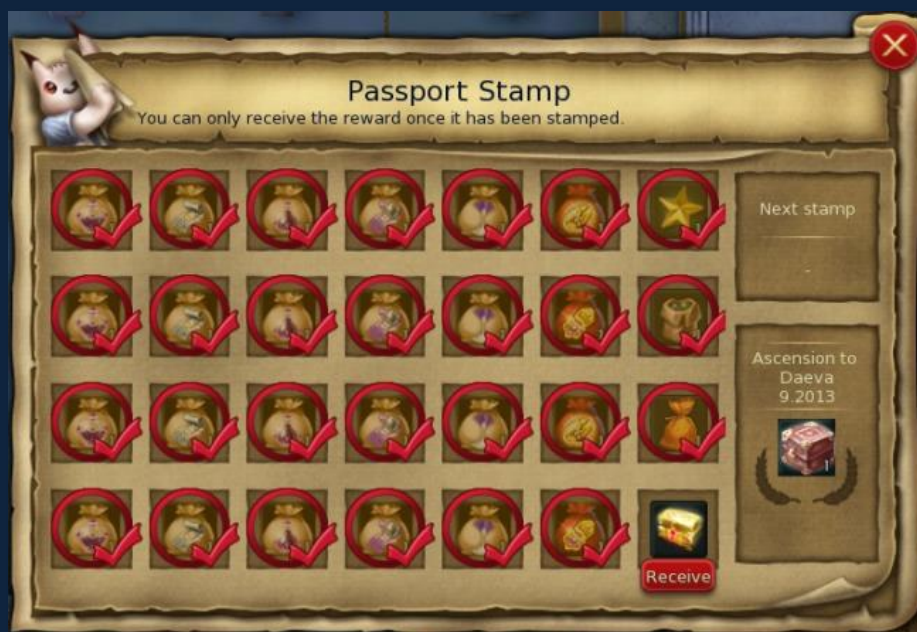 Passport Stamp
You can only receive the reward once it has been stamped.
Next stamp
-
Ascension to
Daeva
9.2013
1
Receive